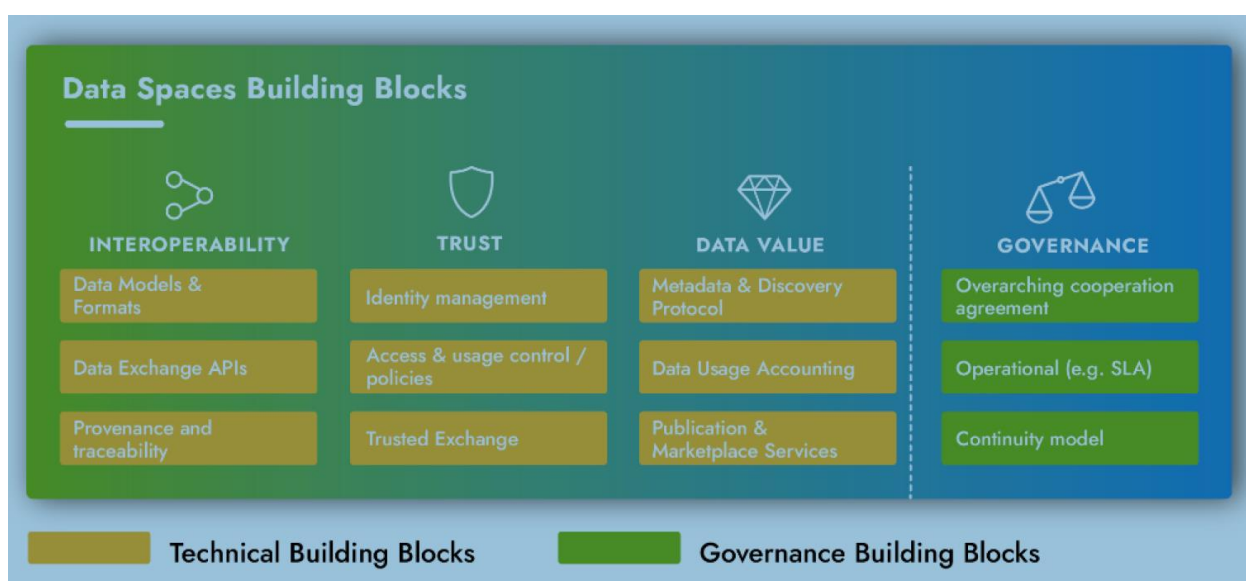 Data Spaces Building Blocks
INTEROPERABILITY
Data Models &
Formats
Data Exchange APIs
Provenance and
traceability
TRUST
Identity management
Access & usage control /
policies
Trusted Exchange
DATA VALUE
Metadata & Discovery
Protocol
Data Usage Accounting
Publication &
Marketplace Services
GOVERNANCE
Overarching cooperation
agreement
Operational (e.g. SLA)
Continuity model
Technical Building Blocks
Governance Building Blocks